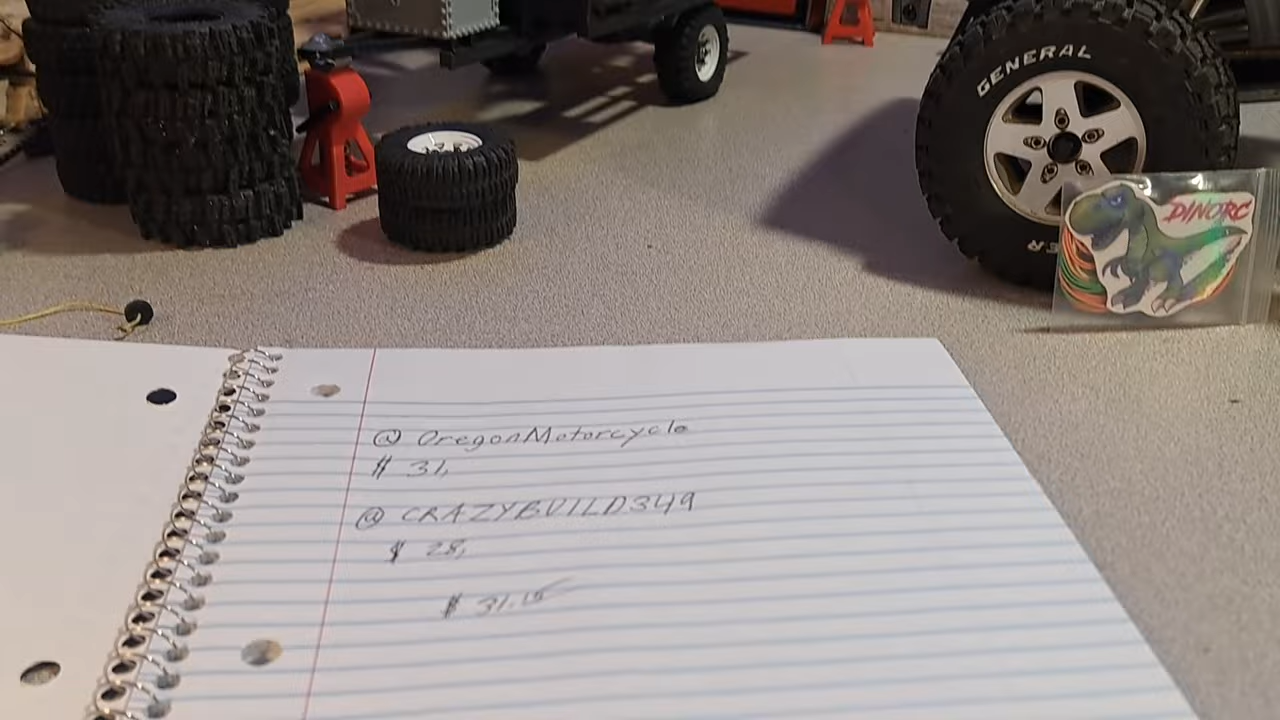 GENERAL
DINORC
@ OregonMotorcycle
$ 31,
@ CRAZYBUILD349
$ 28,
$ 31.15